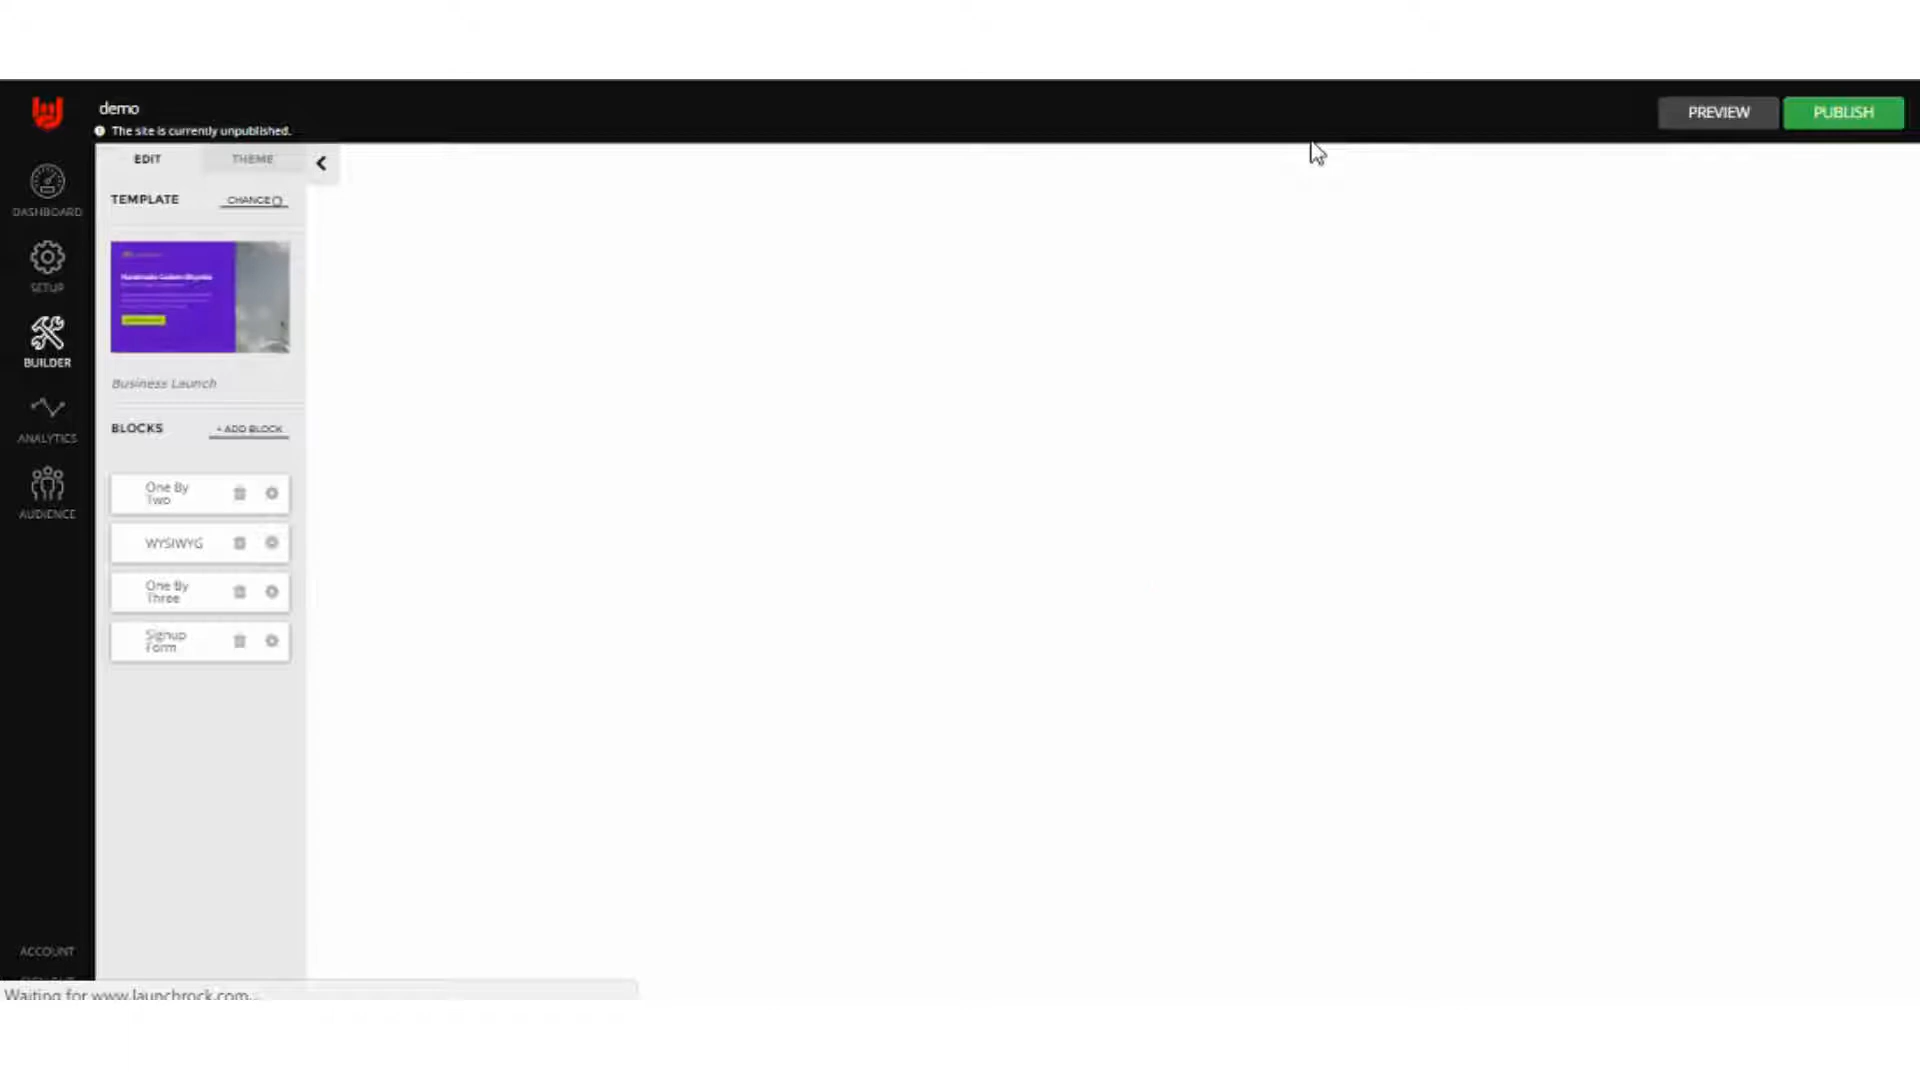 demo
The site is currently unpublished.
PREVIEW
PUBLISH
EDIT
THEME
TEMPLATE
CHANGE
DASHBOARD
SETUP
BUILDER
Business Launch
BLOCKS
+ ADD BLOCK
ANALYTICS
AUDIENCE
One By
Two
WYSIWYG
One By
Three
Signup
Form
ACCOUNT
Waiting for www.launchrock.com...